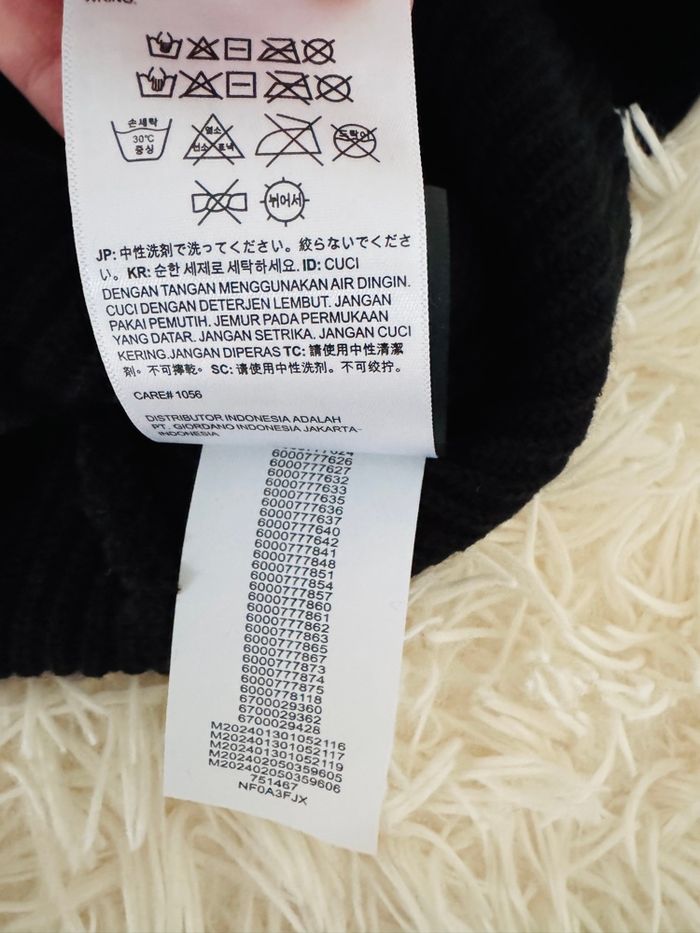 WRING.
손세탁
30℃
중성
염소
드라이
뉘어서
JP: 中性洗剤で洗ってください。絞らないでくださ
い。KR: 순한 세제로 세탁하세요. ID: CUCI
DENGAN TANGAN MENGGUNAKAN AIR DINGIN.
CUCI DENGAN DETERJEN LEMBUT. JANGAN
PAKAI PEMUTIH. JEMUR PADA PERMUKAAN
YANG DATAR. JANGAN SETRIKA. JANGAN CUCI
KERING.JANGAN DIPERAS TC: 請使用中性清潔
剤。不可擰乾。SC: 请使用中性洗剂。不可绞拧。
CARE# 1056
DISTRIBUTOR INDONESIA ADALAH
PT. GIORDANO INDONESIA JAKARTA-
INDONESIA
6000777624
6000777626
6000777627
6000777632
6000777633
6000777635
6000777636
6000777637
6000777640
6000777642
6000777841
6000777848
6000777851
6000777854
6000777857
6000777860
6000777861
6000777862
6000777863
6000777865
6000777867
6000777873
6000777874
6000777875
6000778118
6700029360
6700029362
6700029428
M202401301052116
M202401301052117
M202401301052119
M202402050359605
M202402050359606
751467
NF0A3FJX